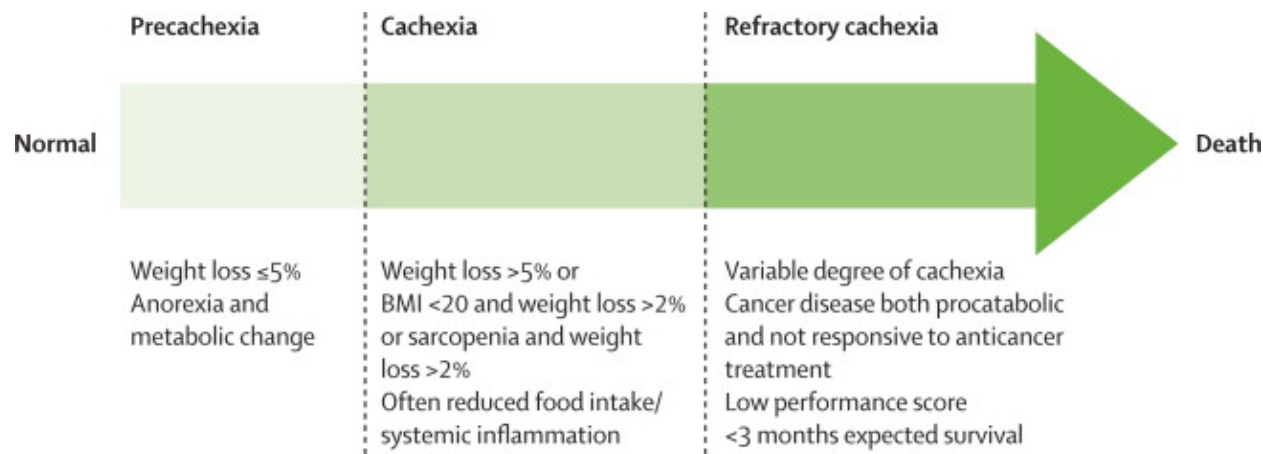 Precachexia
Cachexia
Refractory cachexia
Normal
Death
Weight loss ≤5%
Anorexia and
metabolic change
Weight loss >5% or
BMI <20 and weight loss >2%
or sarcopenia and weight
loss >2%
Often reduced food intake/
systemic inflammation
Variable degree of cachexia
Cancer disease both procatabolic
and not responsive to anticancer
treatment
Low performance score
<3 months expected survival